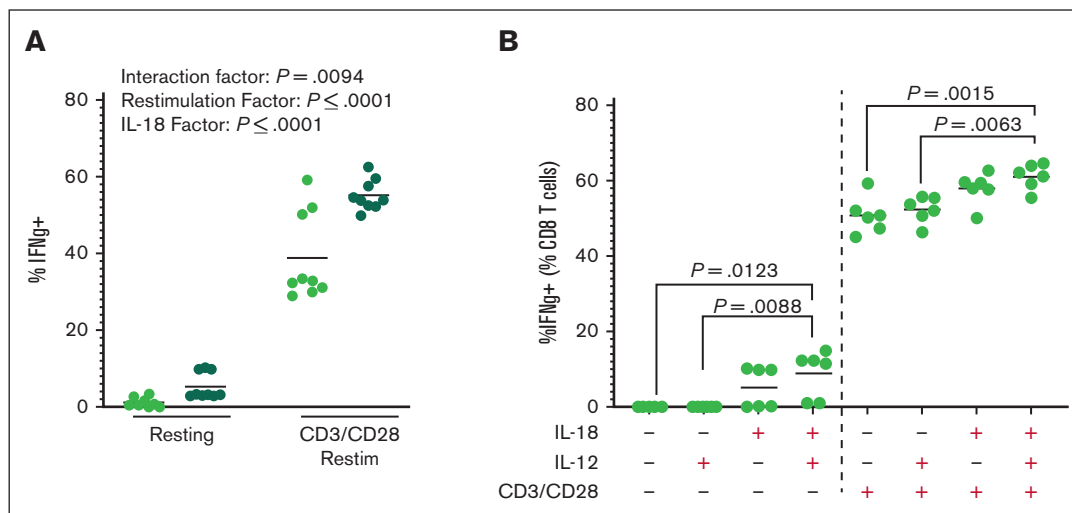 A
Interaction factor: P = .0094
Restimulation Factor: P ≤ .0001
IL-18 Factor: P ≤ .0001
% IFNg+
80
60
40
20
0
Resting
CD3/CD28
Restim
B
%IFNg+ (% CD8 T cells)
80
60
40
20
0
P = .0015
P = .0063
P = .0123
P = .0088
IL-18 – – + + – – + +
IL-12 – + – + – + – +
CD3/CD28 – – – – + + + +